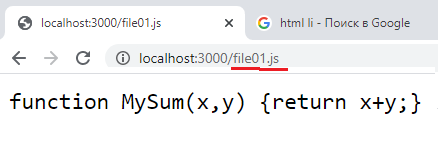 localhost:3000/file01.js
html li - Поиск в Google
localhost:3000/file01.js
function MySum(x,y) {return x+y;}